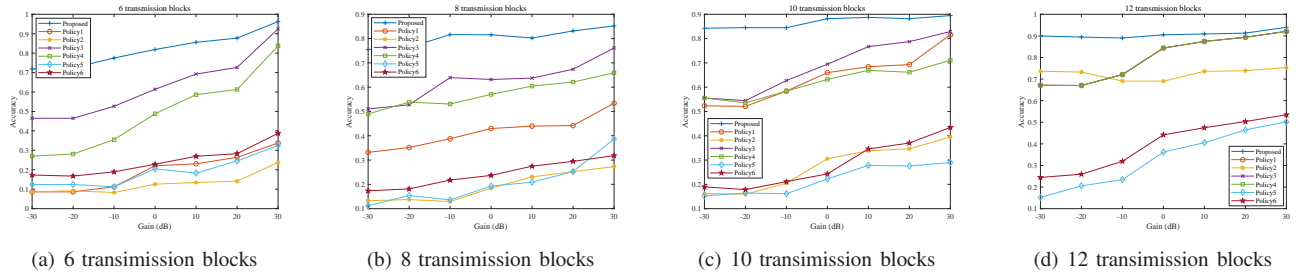 6 transmission blocks
Accuracy
1
0.9
0.8
0.7
0.6
0.5
0.4
0.3
0.2
0.1
0
Proposed
Policy1
Policy2
Policy3
Policy4
Policy5
Policy6
-30 -20 -10 0 10 20 30
Gain (dB)
(a) 6 transimission blocks
8 transmission blocks
Accuracy
0.9
0.8
0.7
0.6
0.5
0.4
0.3
0.2
0.1
Proposed
Policy1
Policy2
Policy3
Policy4
Policy5
Policy6
-30 -20 -10 0 10 20 30
Gain (dB)
(b) 8 transimission blocks
10 transmission blocks
Accuracy
0.9
0.8
0.7
0.6
0.5
0.4
0.3
0.2
0.1
Proposed
Policy1
Policy2
Policy3
Policy4
Policy5
Policy6
-30 -20 -10 0 10 20 30
Gain (dB)
(c) 10 transimission blocks
12 transmission blocks
Accuracy
1
0.9
0.8
0.7
0.6
0.5
0.4
0.3
0.2
0.1
Proposed
Policy1
Policy2
Policy3
Policy4
Policy5
Policy6
-30 -20 -10 0 10 20 30
Gain (dB)
(d) 12 transimission blocks